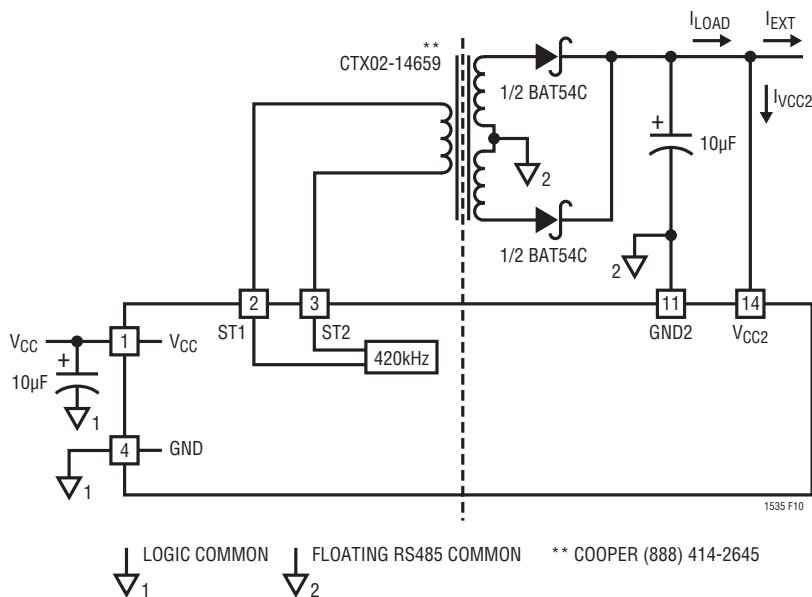 I_LOAD I_EXT
**
CTX02-14659
1/2 BAT54C
I_VCC2
+
10µF
2
1/2 BAT54C
2
2 3 11 14
ST1 ST2 GND2 V_CC2
V_CC 1 V_CC
420kHz
+
10µF
1
4 GND
1
1535 F10
LOGIC COMMON FLOATING RS485 COMMON ** COOPER (888) 414-2645
1 2